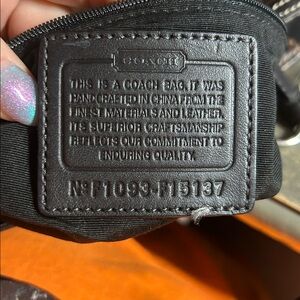 COACH
THIS IS A COACH BAG. IT WAS
HANDCRAFTED IN CHINA FROM THE
FINEST MATERIALS AND LEATHER.
ITS SUPERIOR CRAFTSMANSHIP
REFLECTS OUR COMMITMENT TO
ENDURING QUALITY.
Nº F1093-F15137